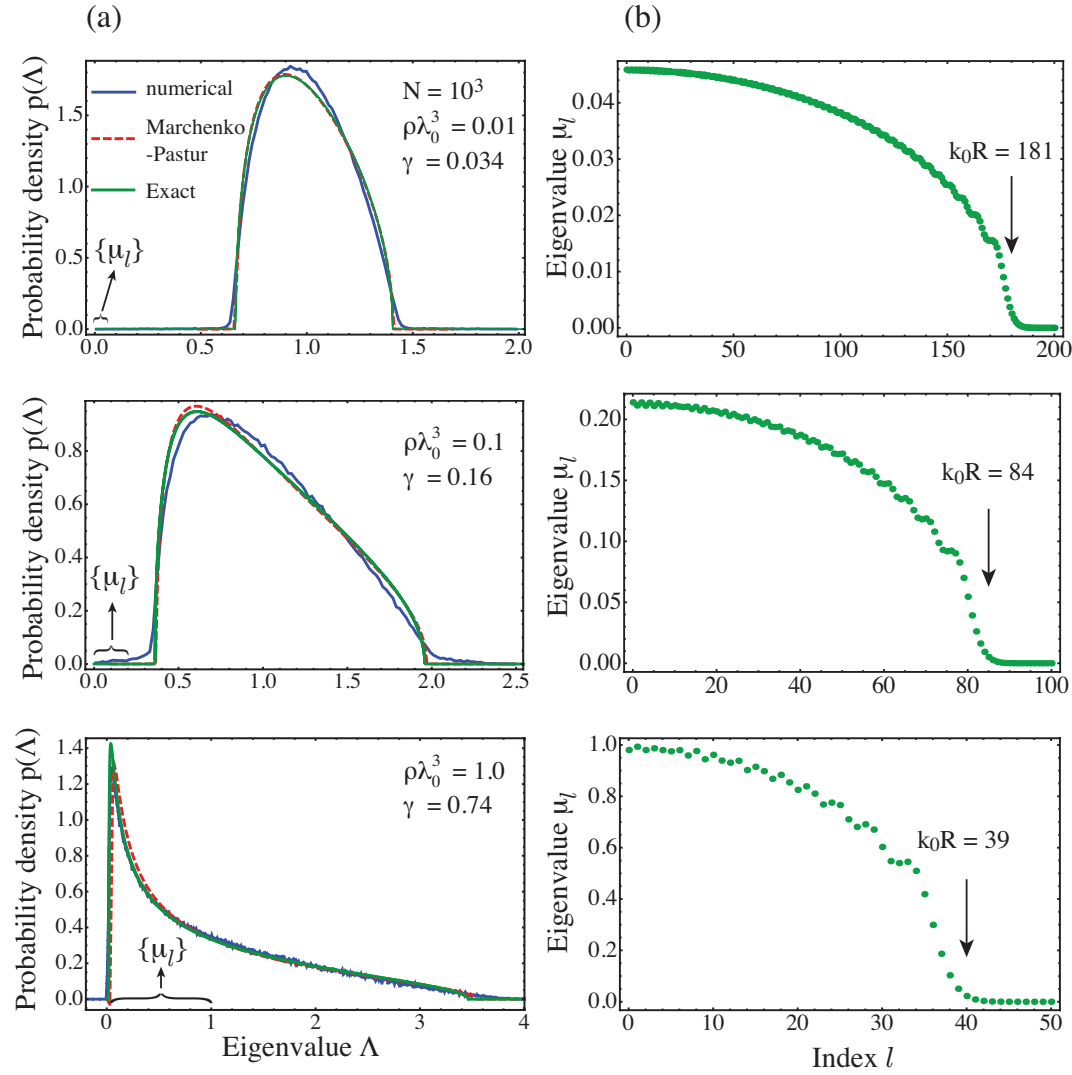 (a)
(b)
Probability density p(Λ)
1.5
1.0
0.5
0.0
numerical
Marchenko
-Pastur
Exact
N = 10³
ρλ₀³ = 0.01
γ = 0.034
{μₗ}
0.0 0.5 1.0 1.5 2.0
Eigenvalue μₗ
0.04
0.03
0.02
0.01
0.00
k₀R = 181
0 50 100 150 200
Probability density p(Λ)
0.8
0.6
0.4
0.2
0.0
ρλ₀³ = 0.1
γ = 0.16
{μₗ}
0.0 0.5 1.0 1.5 2.0 2.5
Eigenvalue μₗ
0.20
0.15
0.10
0.05
0.00
k₀R = 84
0 20 40 60 80 100
Probability density p(Λ)
1.4
1.2
1.0
0.8
0.6
0.4
0.2
0.0
ρλ₀³ = 1.0
γ = 0.74
{μₗ}
0 1 2 3 4
Eigenvalue Λ
Eigenvalue μₗ
1.0
0.8
0.6
0.4
0.2
0.0
k₀R = 39
0 10 20 30 40 50
Index l